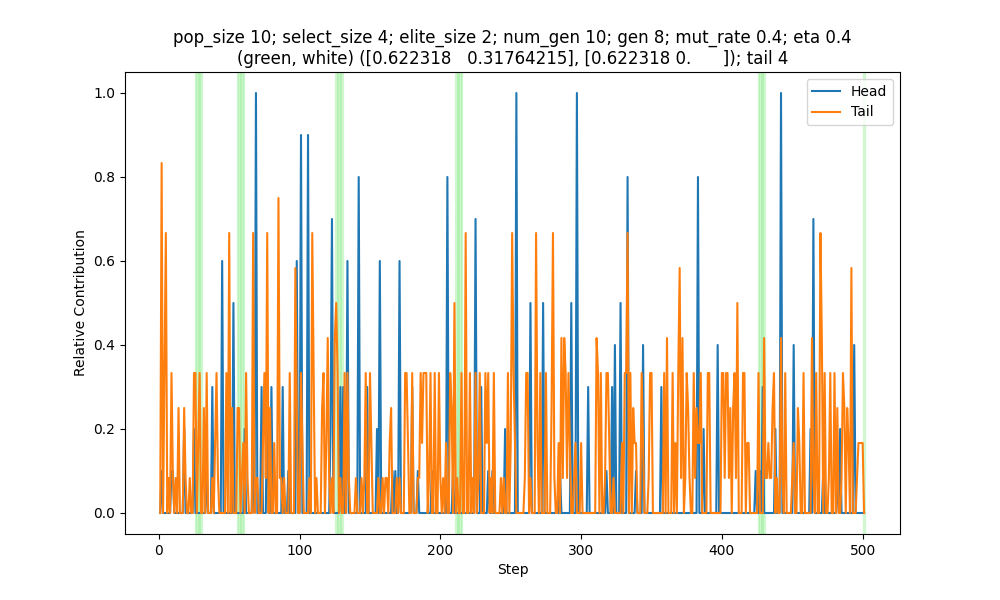 pop_size 10; select_size 4; elite_size 2; num_gen 10; gen 8; mut_rate 0.4; eta 0.4
(green, white) ([0.622318   0.31764215], [0.622318 0.      ]); tail 4
Head
Tail
Relative Contribution
1.0
0.8
0.6
0.4
0.2
0.0
0
100
200
300
400
500
Step